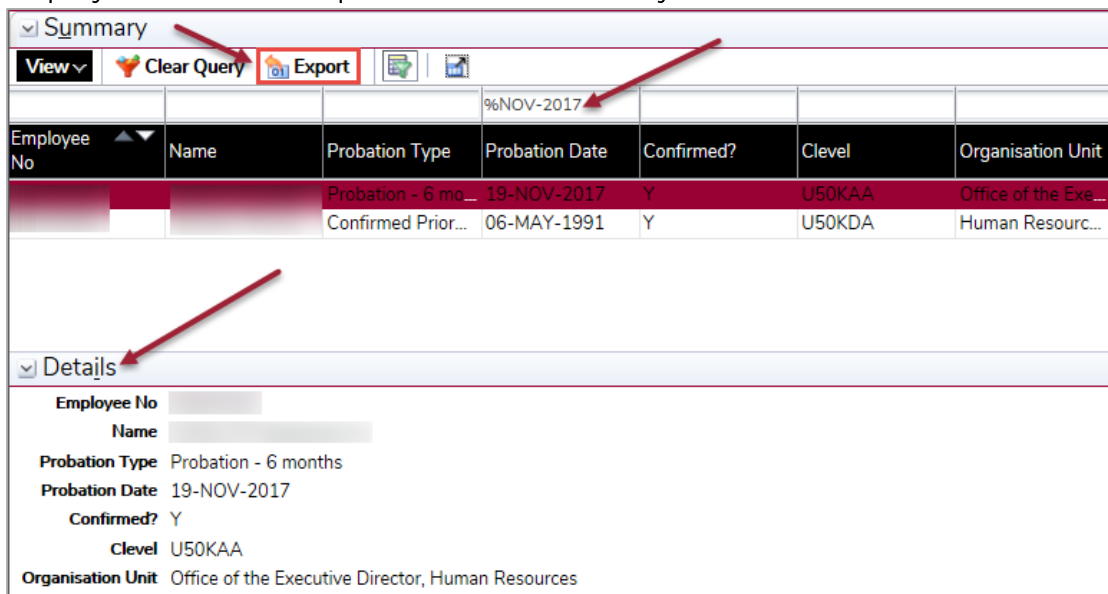 Summary
View Clear Query Export
%NOV-2017
Employee No Name Probation Type Probation Date Confirmed? Clevel Organisation Unit
Probation - 6 mo... 19-NOV-2017 Y U50KAA Office of the Exe...
Confirmed Prior... 06-MAY-1991 Y U50KDA Human Resourc...
Details
Employee No
Name
Probation Type Probation - 6 months
Probation Date 19-NOV-2017
Confirmed? Y
Clevel U50KAA
Organisation Unit Office of the Executive Director, Human Resources